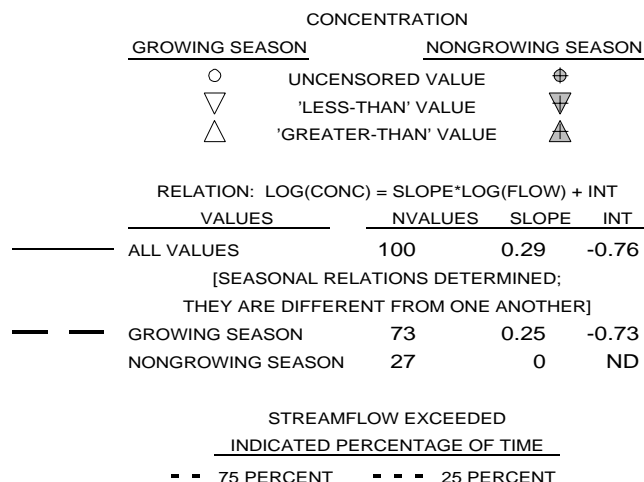 CONCENTRATION
GROWING SEASON NONGROWING SEASON
UNCENSORED VALUE
'LESS-THAN' VALUE
'GREATER-THAN' VALUE
RELATION: LOG(CONC) = SLOPE*LOG(FLOW) + INT
VALUES NVALUES SLOPE INT
ALL VALUES 100 0.29 -0.76
[SEASONAL RELATIONS DETERMINED;
THEY ARE DIFFERENT FROM ONE ANOTHER]
GROWING SEASON 73 0.25 -0.73
NONGROWING SEASON 27 0 ND
STREAMFLOW EXCEEDED
INDICATED PERCENTAGE OF TIME
75 PERCENT 25 PERCENT